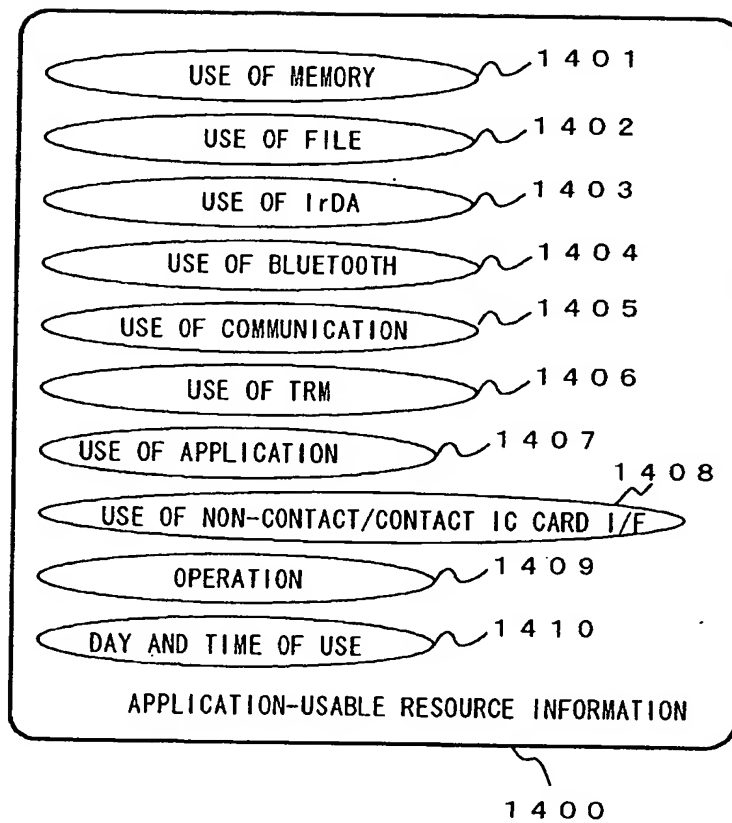 USE OF MEMORY 1401
USE OF FILE 1402
USE OF IrDA 1403
USE OF BLUETOOTH 1404
USE OF COMMUNICATION 1405
USE OF TRM 1406
USE OF APPLICATION 1407
1408
USE OF NON-CONTACT/CONTACT IC CARD I/F
OPERATION 1409
DAY AND TIME OF USE 1410
APPLICATION-USABLE RESOURCE INFORMATION
1400